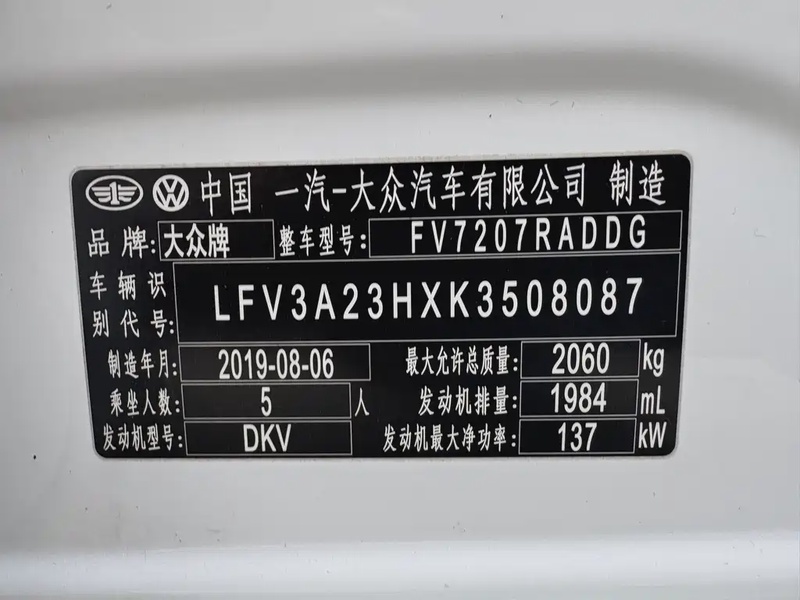 中国 一汽-大众汽车有限公司 制造
品牌: 大众牌 整车型号: FV7207RADDG
车辆识别代号: LFV3A23HXK3508087
制造年月: 2019-08-06 最大允许总质量: 2060 kg
乘坐人数: 5 人 发动机排量: 1984 mL
发动机型号: DKV 发动机最大净功率: 137 kW